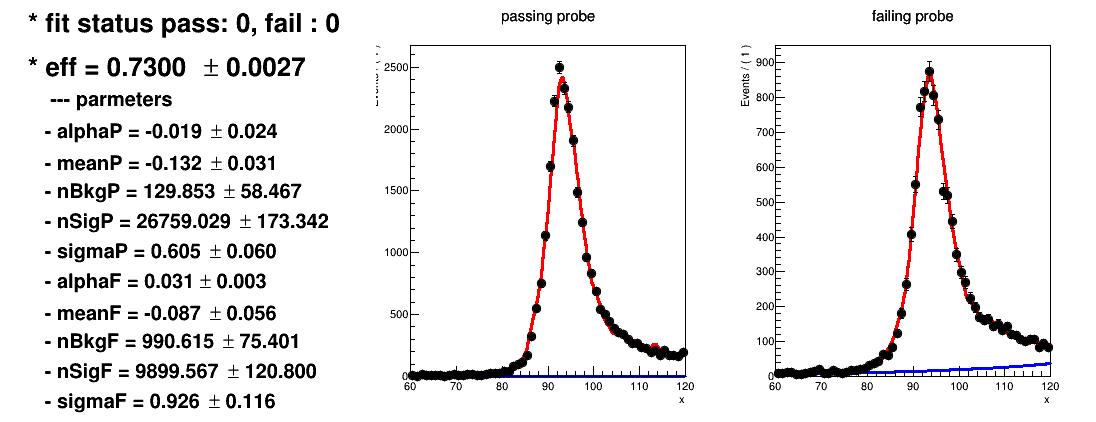 * fit status pass: 0, fail : 0
* eff = 0.7300 ± 0.0027
--- parmeters
- alphaP = -0.019 ± 0.024
- meanP = -0.132 ± 0.031
- nBkgP = 129.853 ± 58.467
- nSigP = 26759.029 ± 173.342
- sigmaP = 0.605 ± 0.060
- alphaF = 0.031 ± 0.003
- meanF = -0.087 ± 0.056
- nBkgF = 990.615 ± 75.401
- nSigF = 9899.567 ± 120.800
- sigmaF = 0.926 ± 0.116
passing probe
2500
2000
1500
1000
500
0
60 70 80 90 100 110 120
x
failing probe
Events / ( 1 )
900
800
700
600
500
400
300
200
100
0
60 70 80 90 100 110 120
x